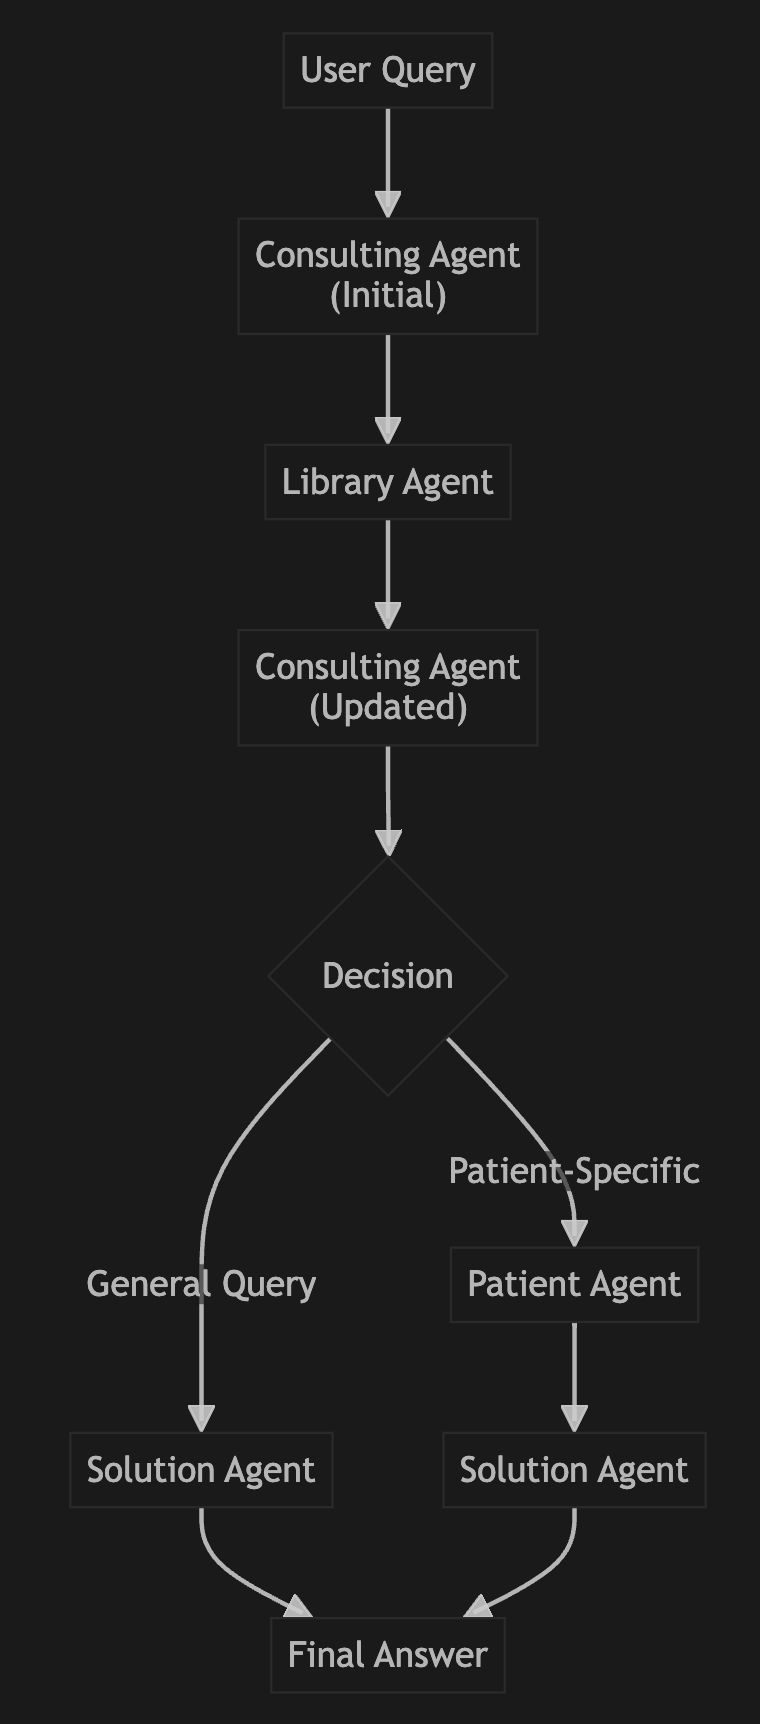 User Query
Consulting Agent
(Initial)
Library Agent
Consulting Agent
(Updated)
Decision
Patient-Specific
General Query
Patient Agent
Solution Agent
Solution Agent
Final Answer